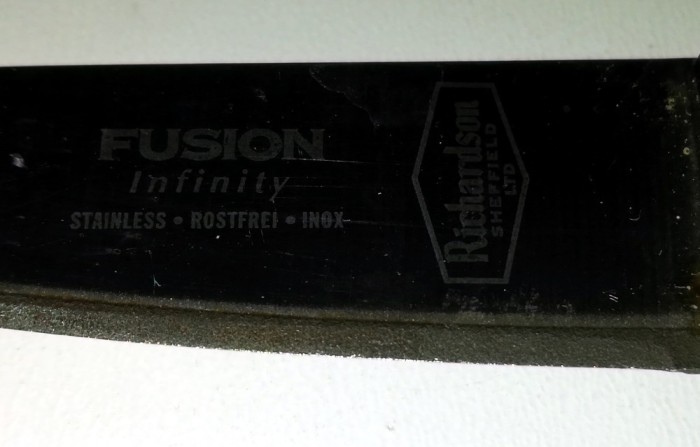 FUSION
Infinity
STAINLESS • ROSTFREI • INOX
Richardson
SHEFFIELD
LTD